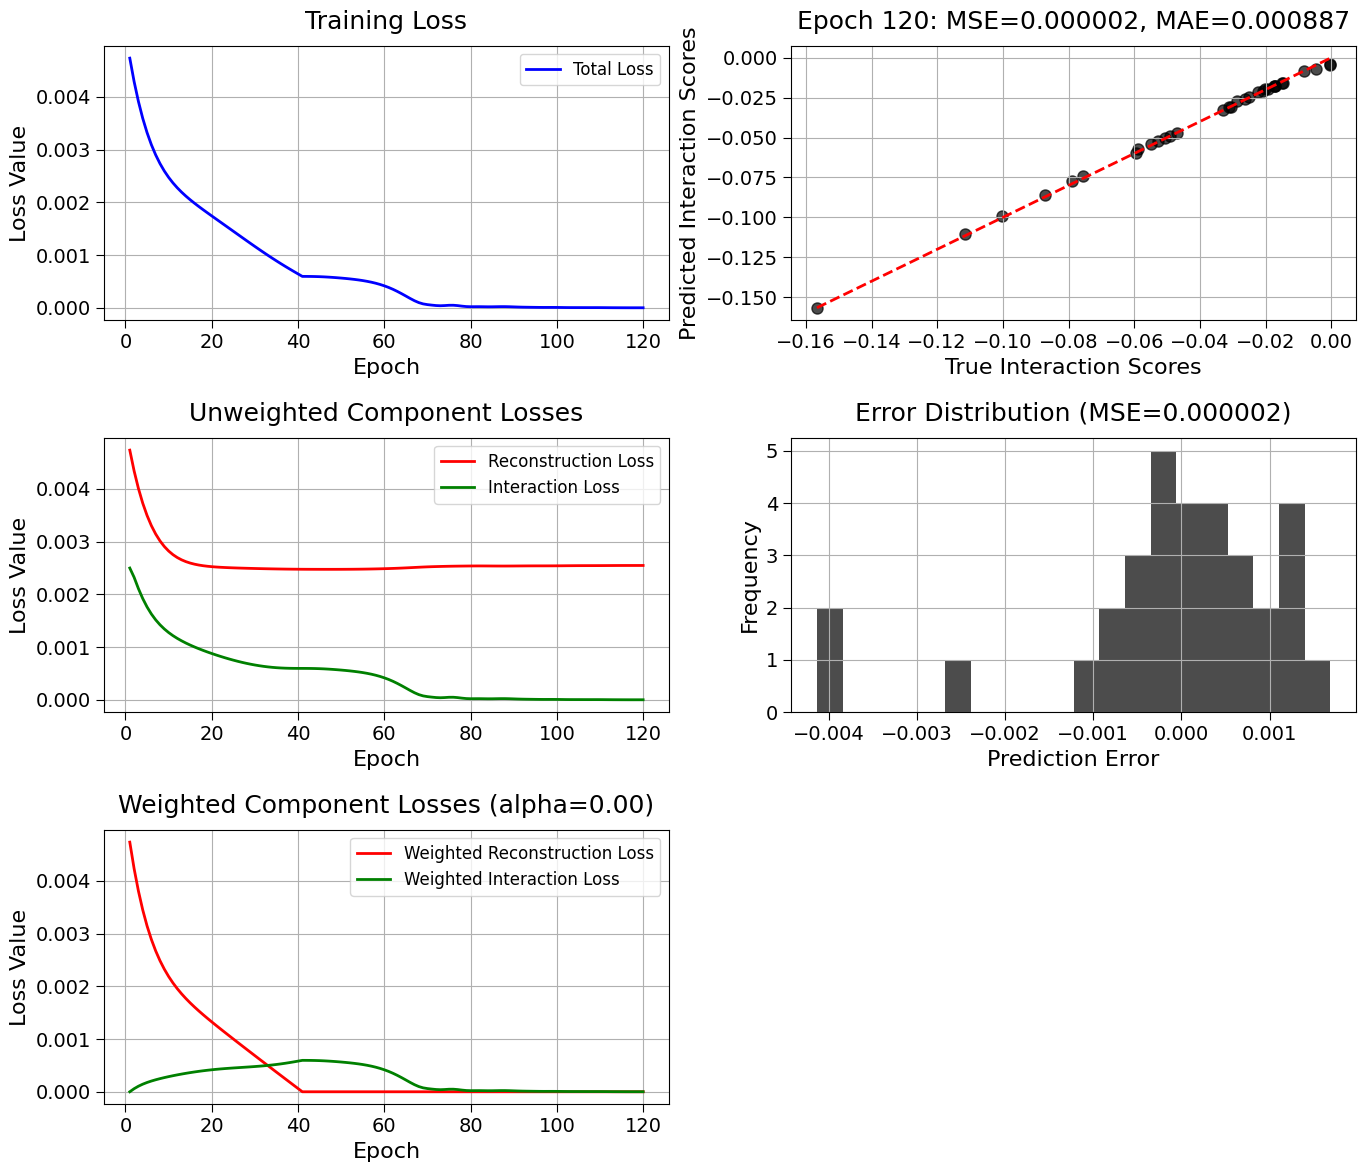 Training Loss
Loss Value
0.004
0.003
0.002
0.001
0.000
Total Loss
0 20 40 60 80 100 120
Epoch
Epoch 120: MSE=0.000002, MAE=0.000887
Predicted Interaction Scores
0.000
−0.025
−0.050
−0.075
−0.100
−0.125
−0.150
−0.16 −0.14 −0.12 −0.10 −0.08 −0.06 −0.04 −0.02 0.00
True Interaction Scores
Unweighted Component Losses
Loss Value
0.004
0.003
0.002
0.001
0.000
Reconstruction Loss
Interaction Loss
0 20 40 60 80 100 120
Epoch
Error Distribution (MSE=0.000002)
Frequency
5
4
3
2
1
0
−0.004 −0.003 −0.002 −0.001 0.000 0.001
Prediction Error
Weighted Component Losses (alpha=0.00)
Loss Value
0.004
0.003
0.002
0.001
0.000
Weighted Reconstruction Loss
Weighted Interaction Loss
0 20 40 60 80 100 120
Epoch